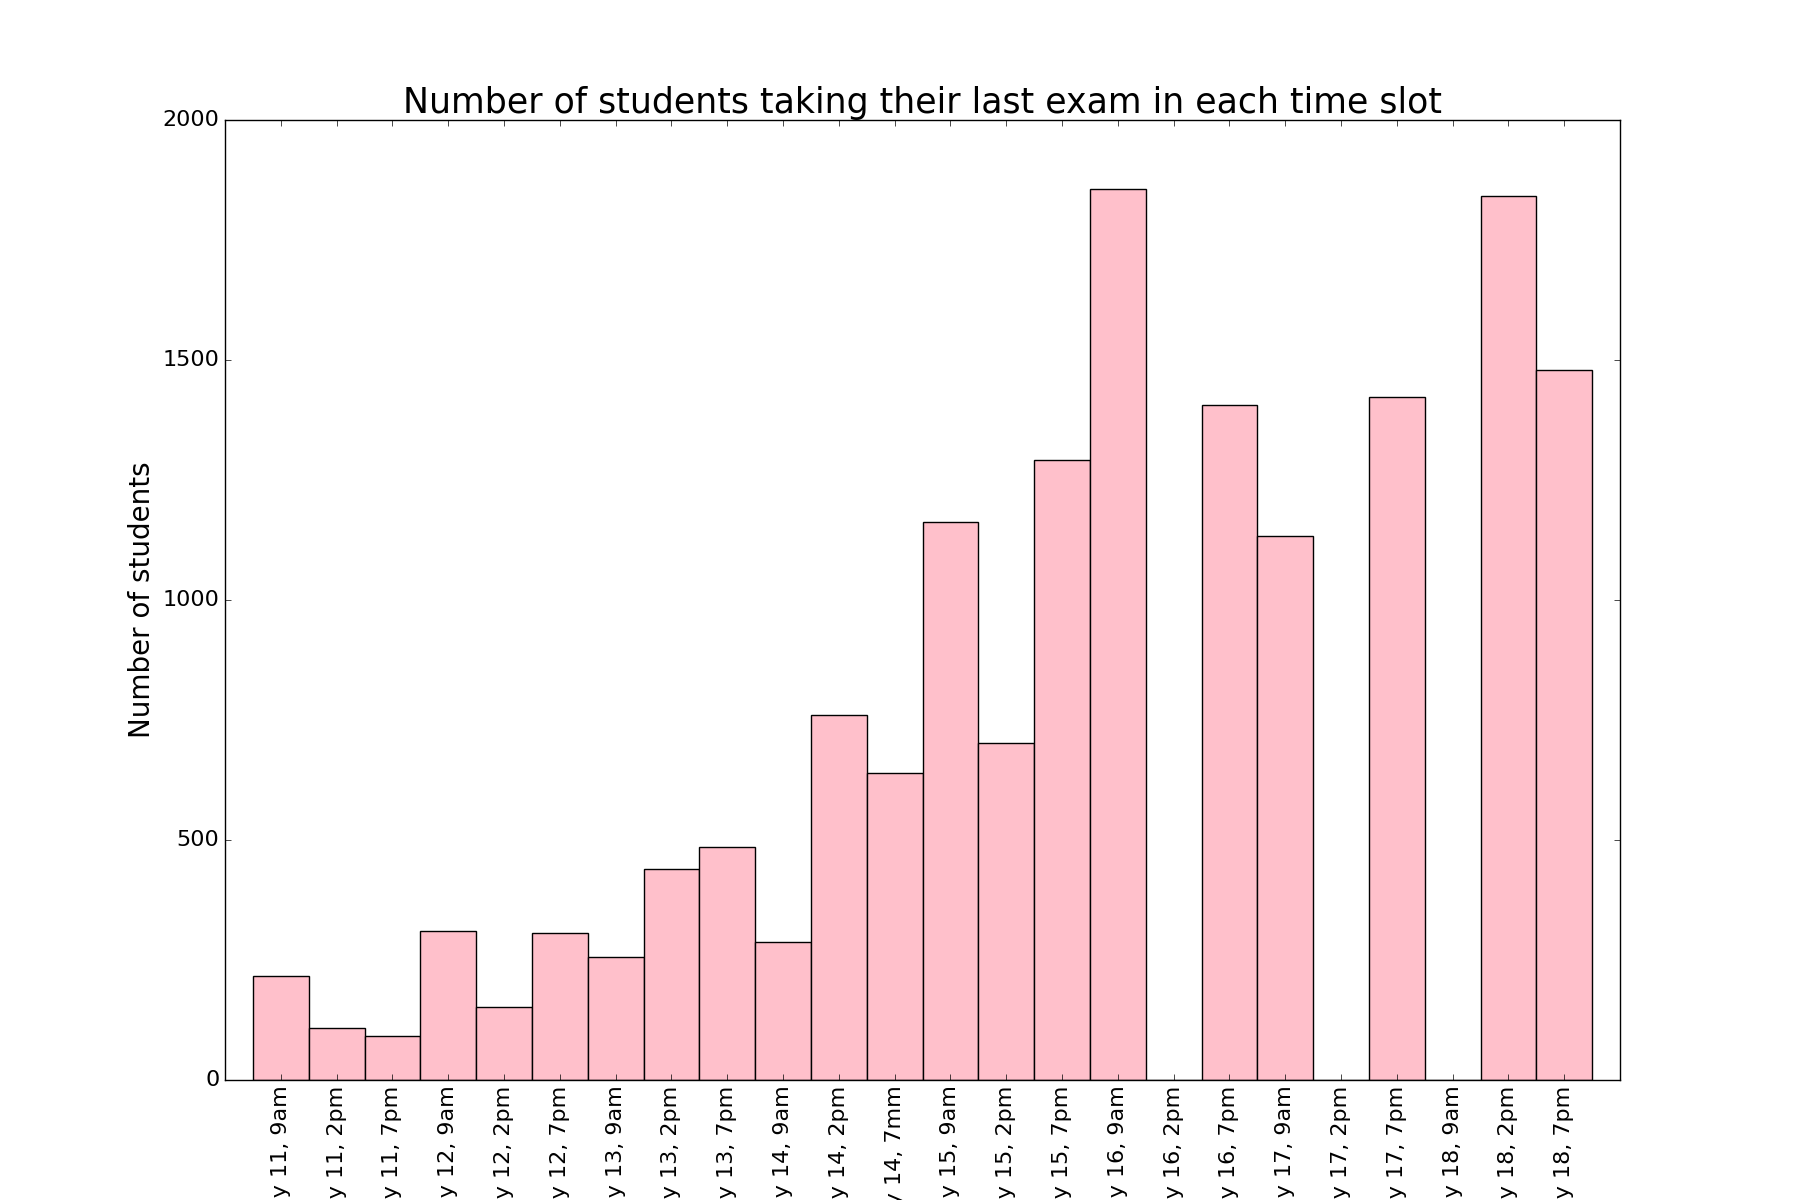 Number of students taking their last exam in each time slot
Number of students
2000
1500
1000
500
0
y 11, 9am
y 11, 2pm
y 11, 7pm
y 12, 9am
y 12, 2pm
y 12, 7pm
y 13, 9am
y 13, 2pm
y 13, 7pm
y 14, 9am
y 14, 2pm
y 14, 7mm
y 15, 9am
y 15, 2pm
y 15, 7pm
y 16, 9am
y 16, 2pm
y 16, 7pm
y 17, 9am
y 17, 2pm
y 17, 7pm
y 18, 9am
y 18, 2pm
y 18, 7pm